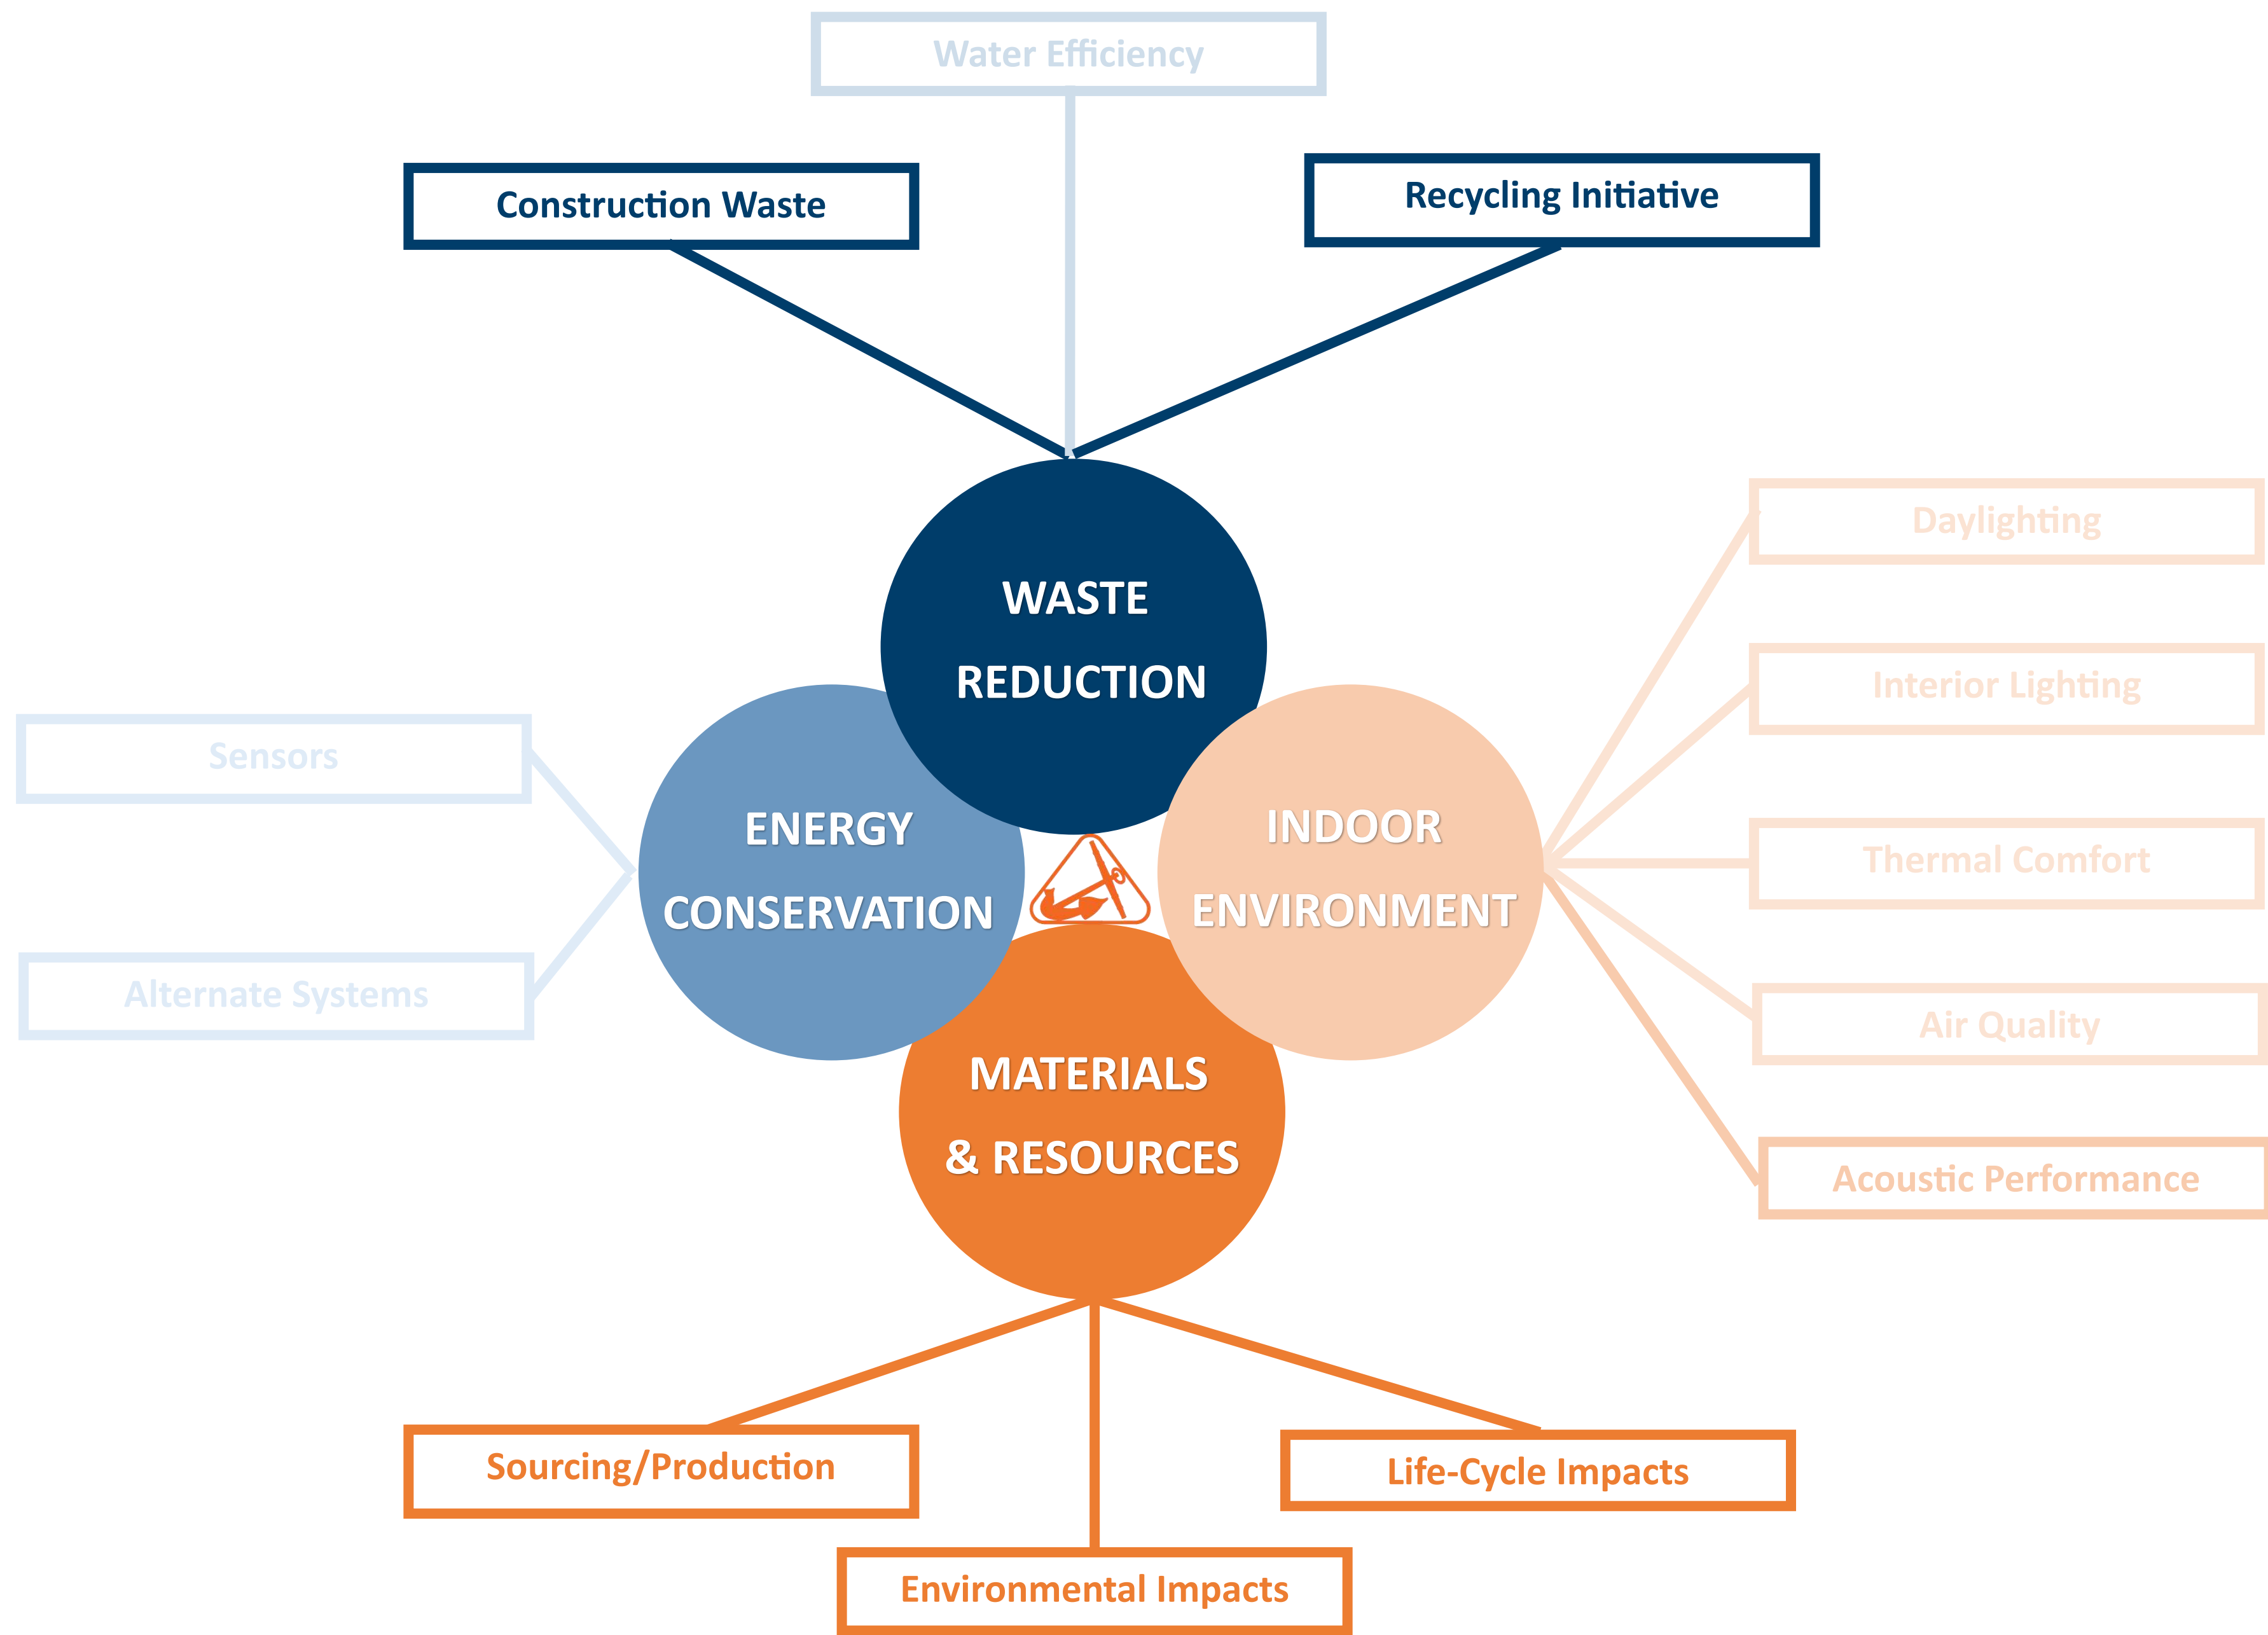 Water Efficiency
Construction Waste
Recycling Initiative
WASTE
REDUCTION
Sensors
Alternate Systems
ENERGY
CONSERVATION
INDOOR
ENVIRONMENT
Daylighting
Interior Lighting
Thermal Comfort
Air Quality
Acoustic Performance
MATERIALS
& RESOURCES
Sourcing/Production
Life-Cycle Impacts
Environmental Impacts